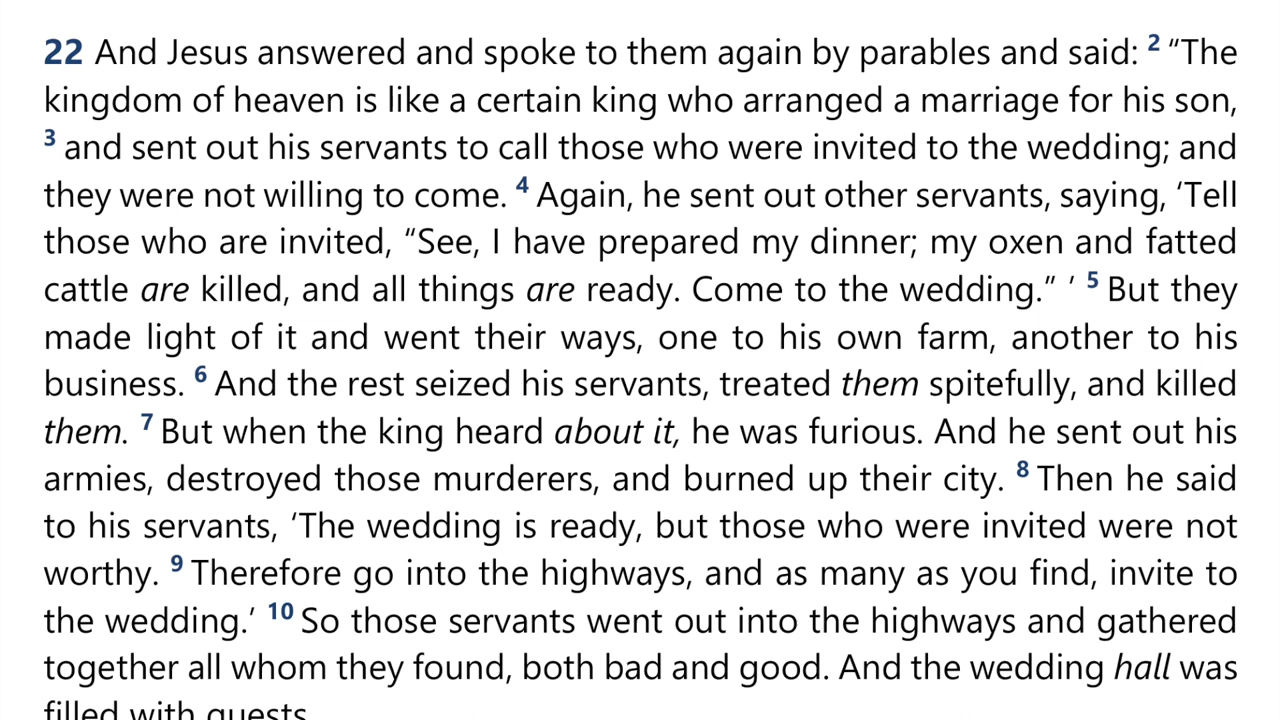 22 And Jesus answered and spoke to them again by parables and said: 2 “The
kingdom of heaven is like a certain king who arranged a marriage for his son,
3 and sent out his servants to call those who were invited to the wedding; and
they were not willing to come. 4 Again, he sent out other servants, saying, ‘Tell
those who are invited, “See, I have prepared my dinner; my oxen and fatted
cattle are killed, and all things are ready. Come to the wedding.” ’ 5 But they
made light of it and went their ways, one to his own farm, another to his
business. 6 And the rest seized his servants, treated them spitefully, and killed
them. 7 But when the king heard about it, he was furious. And he sent out his
armies, destroyed those murderers, and burned up their city. 8 Then he said
to his servants, ‘The wedding is ready, but those who were invited were not
worthy. 9 Therefore go into the highways, and as many as you find, invite to
the wedding.’ 10 So those servants went out into the highways and gathered
together all whom they found, both bad and good. And the wedding hall was
filled with guests.